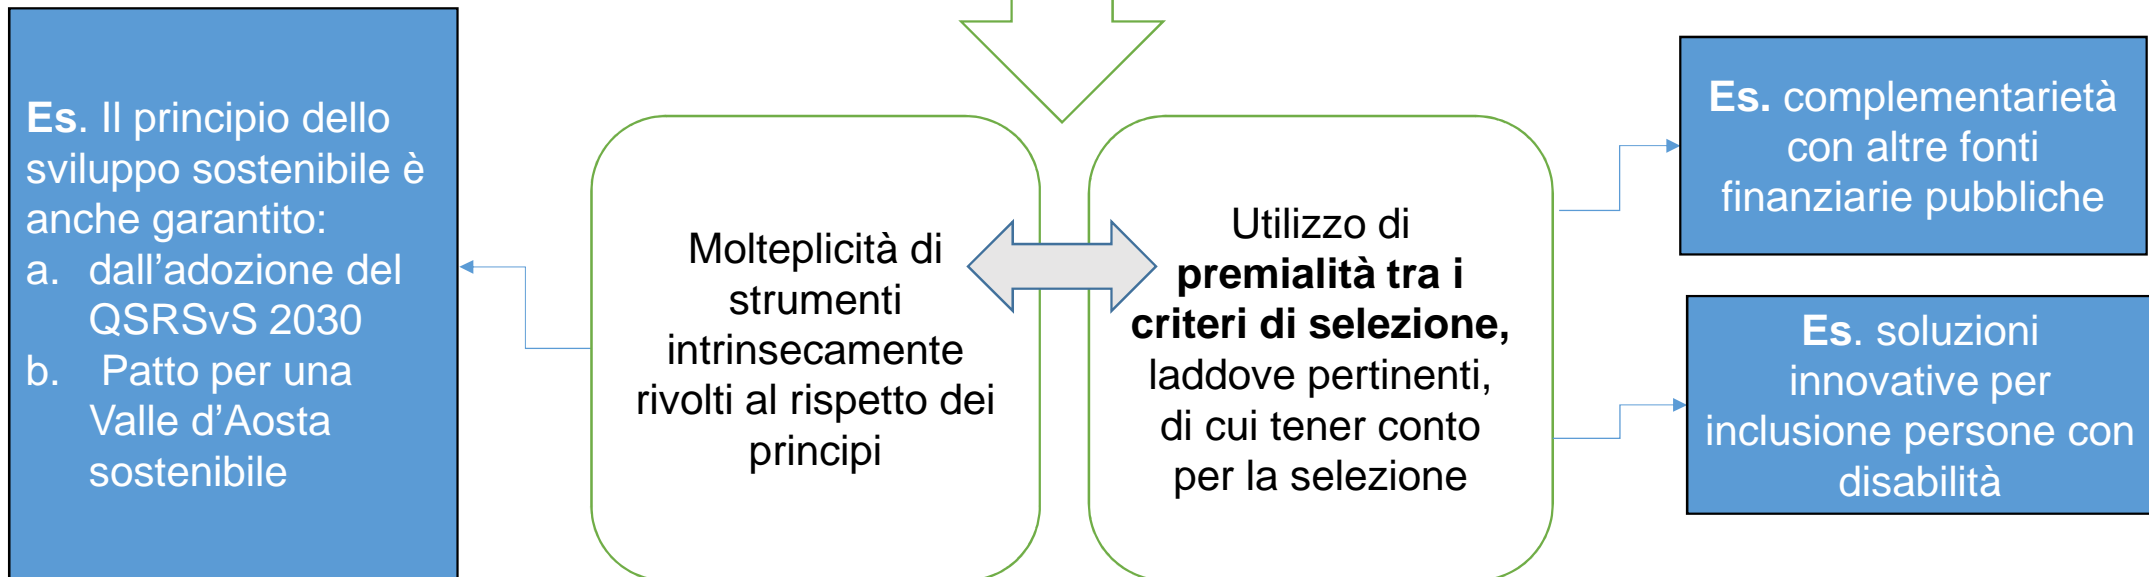 Es. Il principio dello
sviluppo sostenibile è
anche garantito:
a. dall’adozione del
QSRSvS 2030
b. Patto per una
Valle d’Aosta
sostenibile
Molteplicità di
strumenti
intrinsecamente
rivolti al rispetto dei
principi
Utilizzo di
premialità tra i
criteri di selezione,
laddove pertinenti,
di cui tener conto
per la selezione
Es. complementarietà
con altre fonti
finanziarie pubbliche
Es. soluzioni
innovative per
inclusione persone con
disabilità